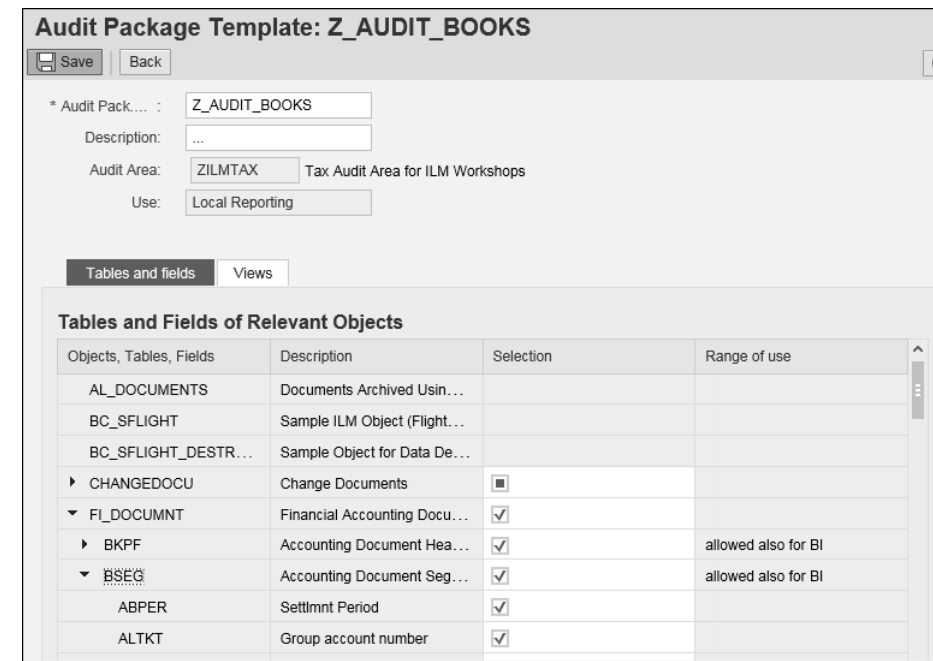 Audit Package Template: Z_AUDIT_BOOKS
Save Back
* Audit Pack.... : Z_AUDIT_BOOKS
Description: ...
Audit Area: ZILMTAX Tax Audit Area for ILM Workshops
Use: Local Reporting
Tables and fields Views
Tables and Fields of Relevant Objects
Objects, Tables, Fields Description Selection Range of use
AL_DOCUMENTS Documents Archived Usin...
BC_SFLIGHT Sample ILM Object (Flight...
BC_SFLIGHT_DESTR... Sample Object for Data De...
CHANGEDOCU Change Documents
FI_DOCUMNT Financial Accounting Docu...
BKPF Accounting Document Hea... allowed also for BI
BSEG Accounting Document Seg... allowed also for BI
ABPER Settlmnt Period
ALTKT Group account number